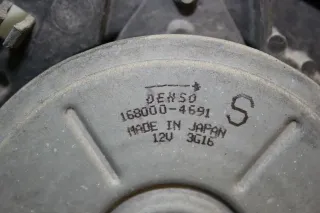 DENSO
168000-4691
S
MADE IN JAPAN
12V 3G16